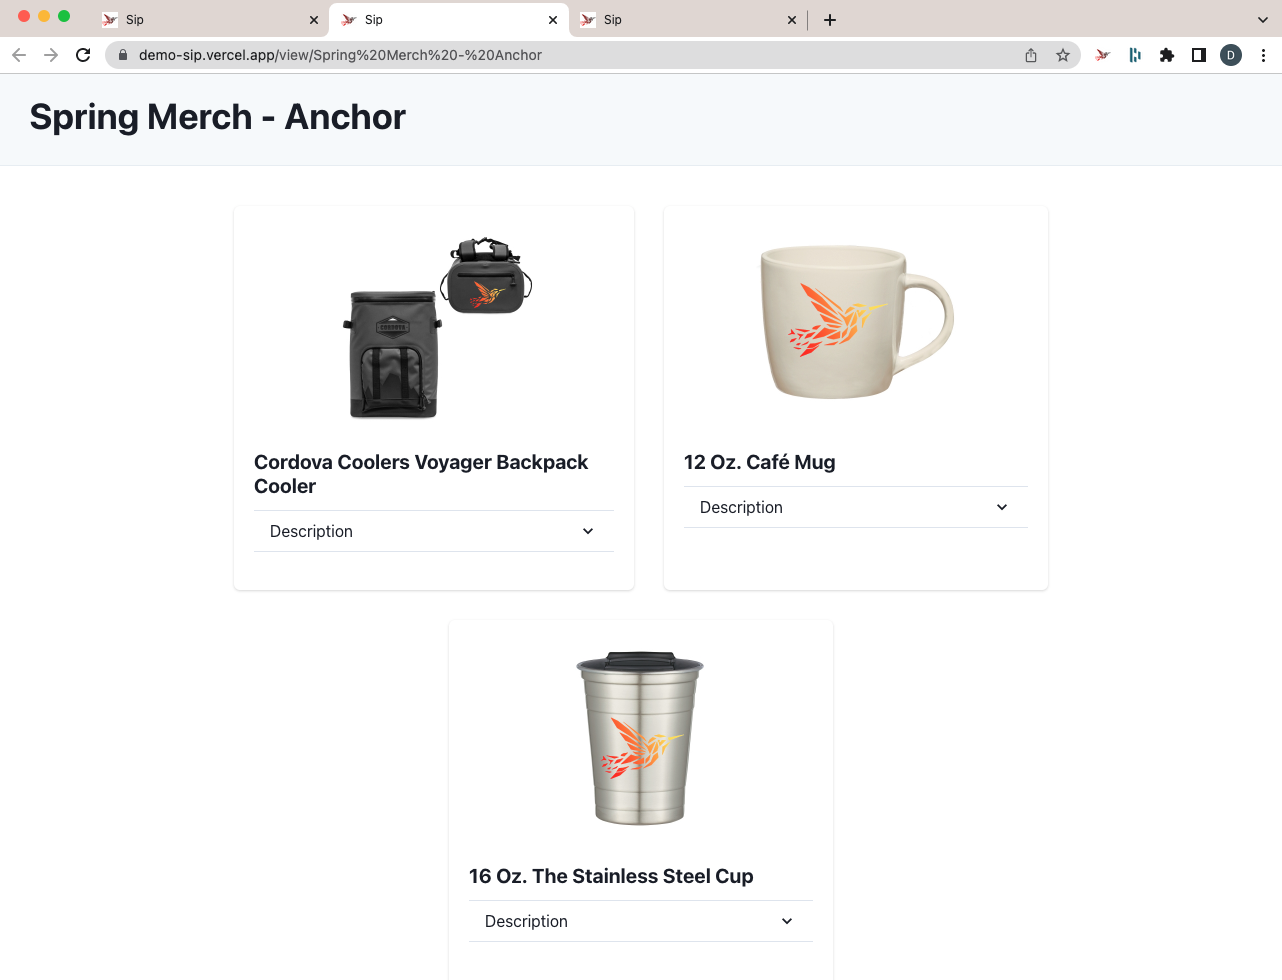 Sip
Sip
Sip
demo-sip.vercel.app/view/Spring%20Merch%20-%20Anchor
D
Spring Merch - Anchor
CORDOVA
Cordova Coolers Voyager Backpack
Cooler
Description
12 Oz. Café Mug
Description
16 Oz. The Stainless Steel Cup
Description